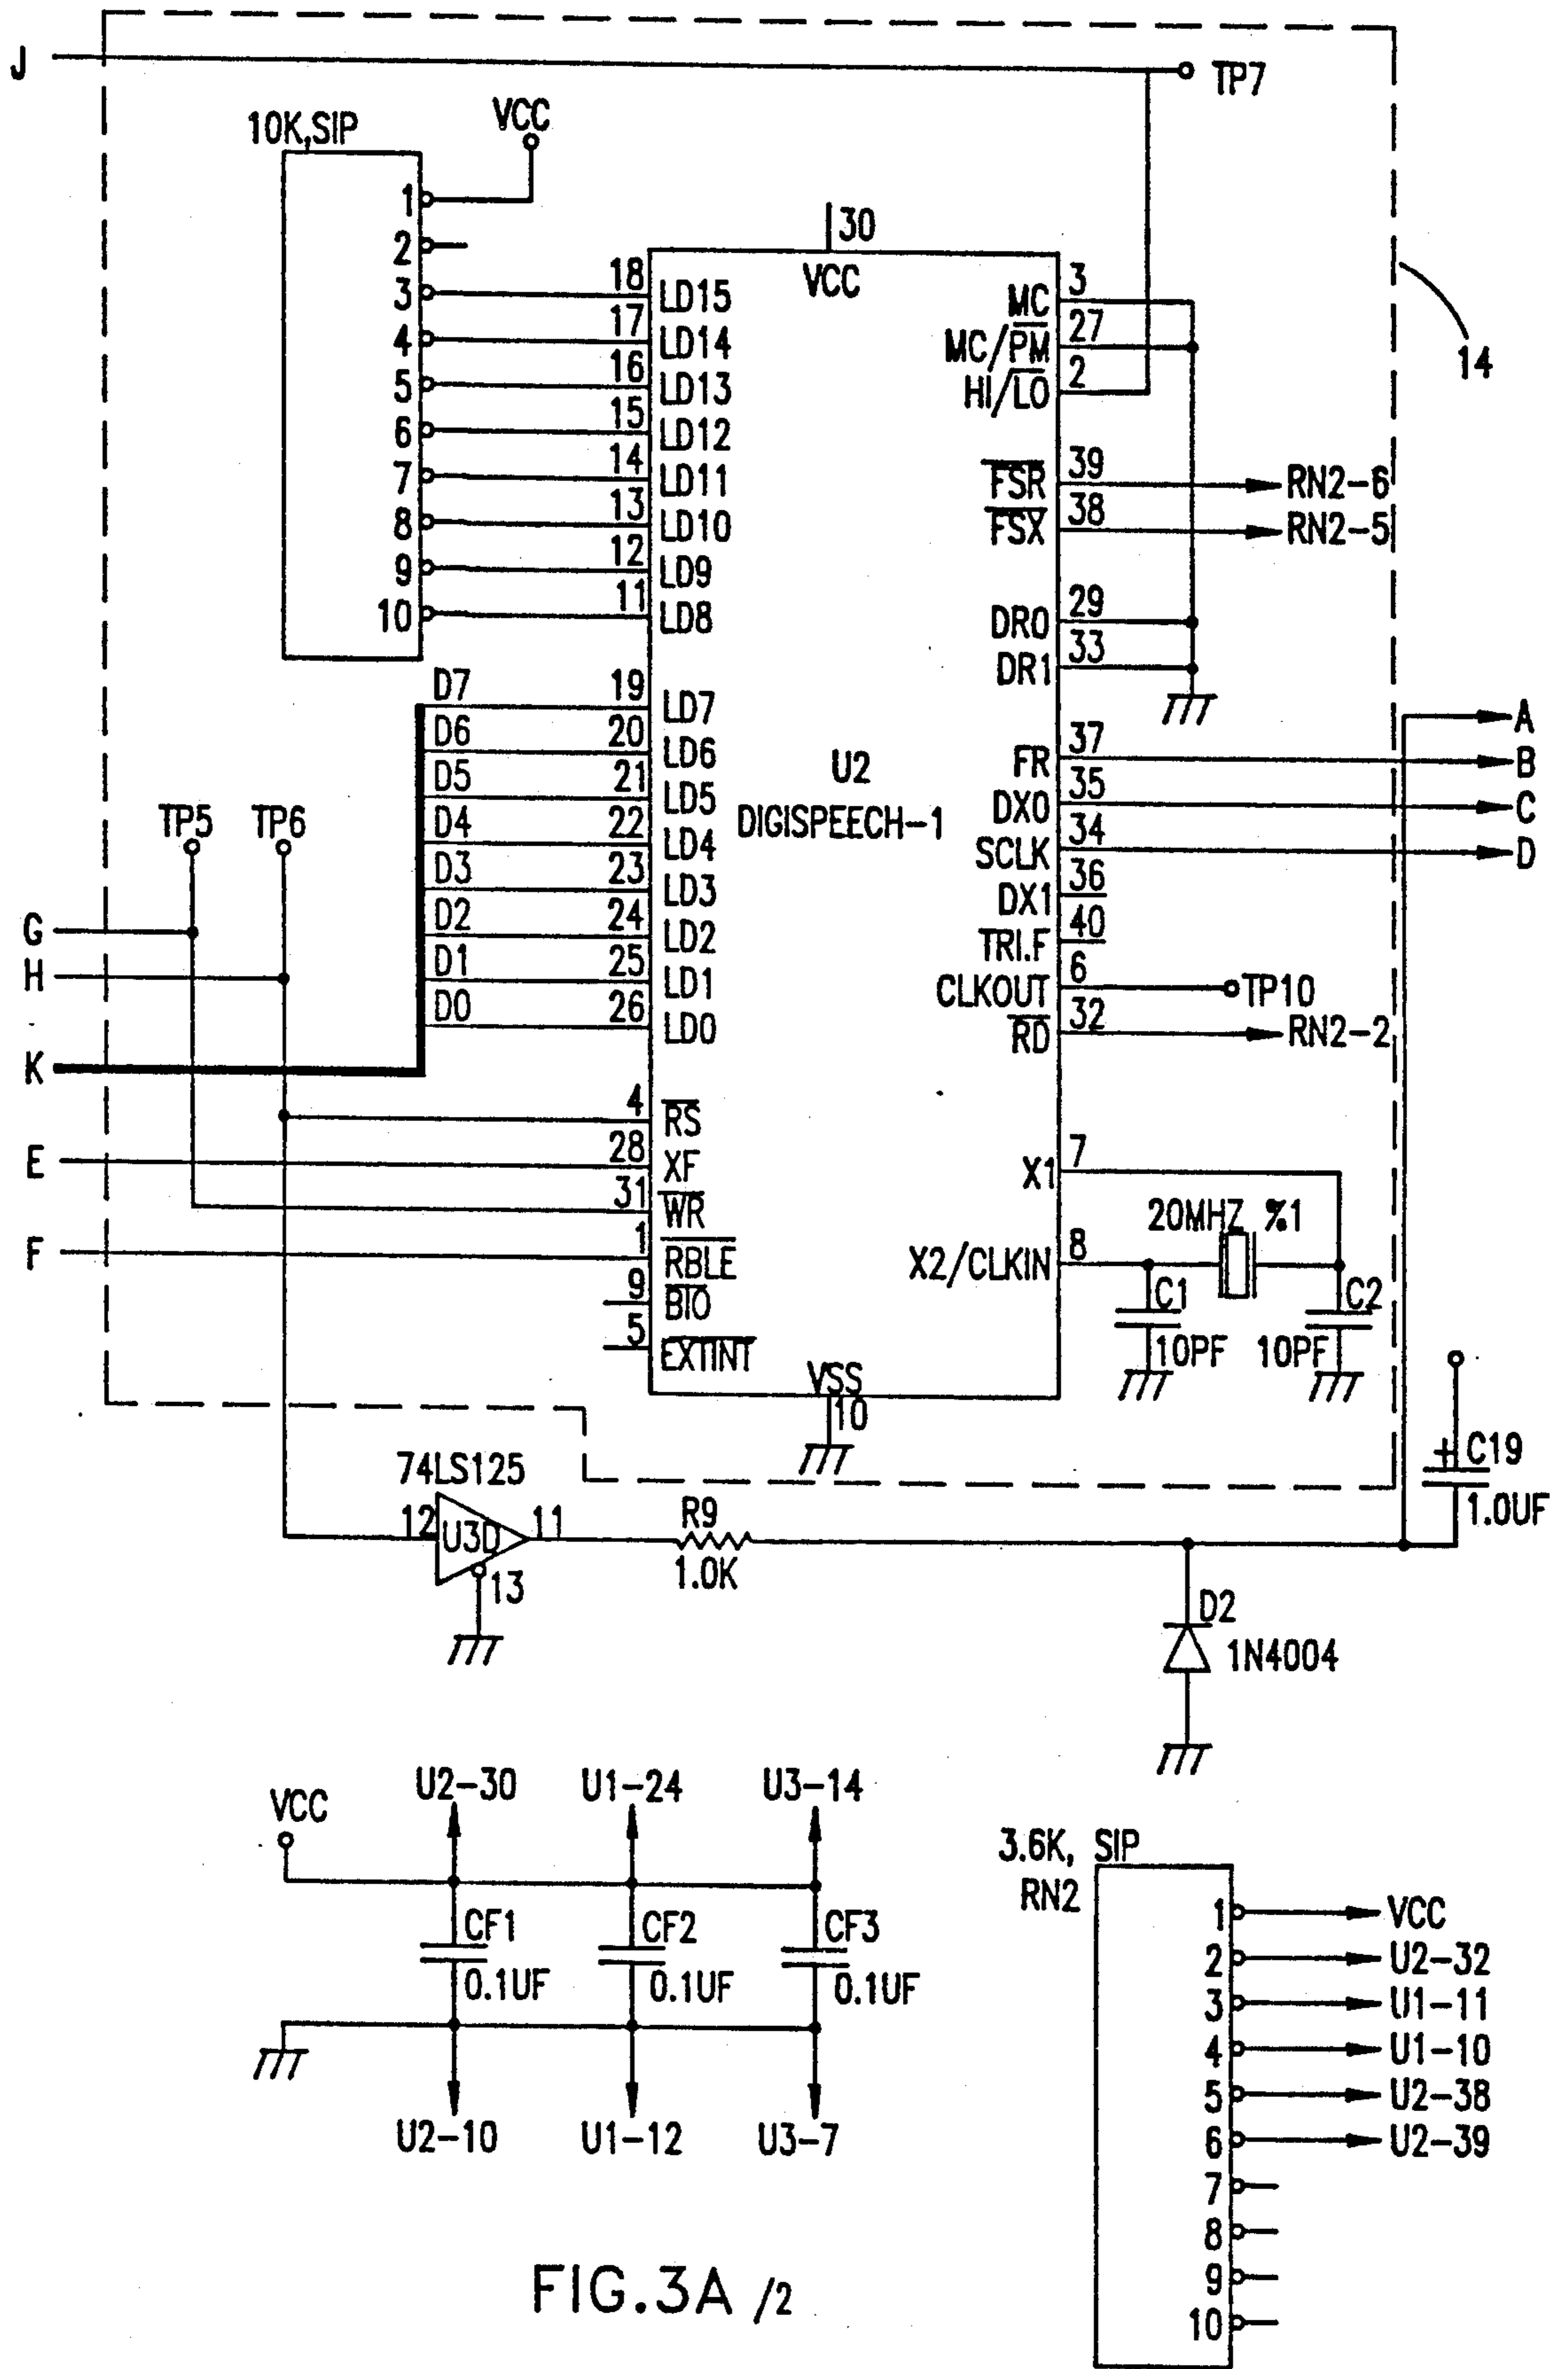 J
TP7
10K,SIP
VCC
1
2
3
4
5
6
7
8
9
10
30
VCC
18 LD15
17 LD14
16 LD13
15 LD12
14 LD11
13 LD10
12 LD9
11 LD8
D7 19 LD7
D6 20 LD6
D5 21 LD5
D4 22 LD4
D3 23 LD3
D2 24 LD2
D1 25 LD1
D0 26 LD0
TP5
TP6
G
H
K
E
F
4 RS
28 XF
31 WR
1 RBLE
9 BIO
5 EXTINT
U2
DIGISPEECH-1
MC 3
MC/PM 27
HI/LO 2
14
FSR 39 RN2-6
FSX 38 RN2-5
DR0 29
DR1 33
A
FR 37 B
DX0 35 C
SCLK 34 D
DX1 36
TRI.F 40
CLKOUT 6 TP10
RD 32 RN2-2
X1 7
20MHZ %1
X2/CLKIN 8
C1
10PF
C2
10PF
VSS
10
C19
+
1.0UF
74LS125
12 U3D 11
13
R9
1.0K
D2
1N4004
VCC
U2-30
U1-24
U3-14
CF1
0.1UF
CF2
0.1UF
CF3
0.1UF
U2-10
U1-12
U3-7
3.6K, SIP
RN2
1 VCC
2 U2-32
3 U1-11
4 U1-10
5 U2-38
6 U2-39
7
8
9
10
FIG.3A /2